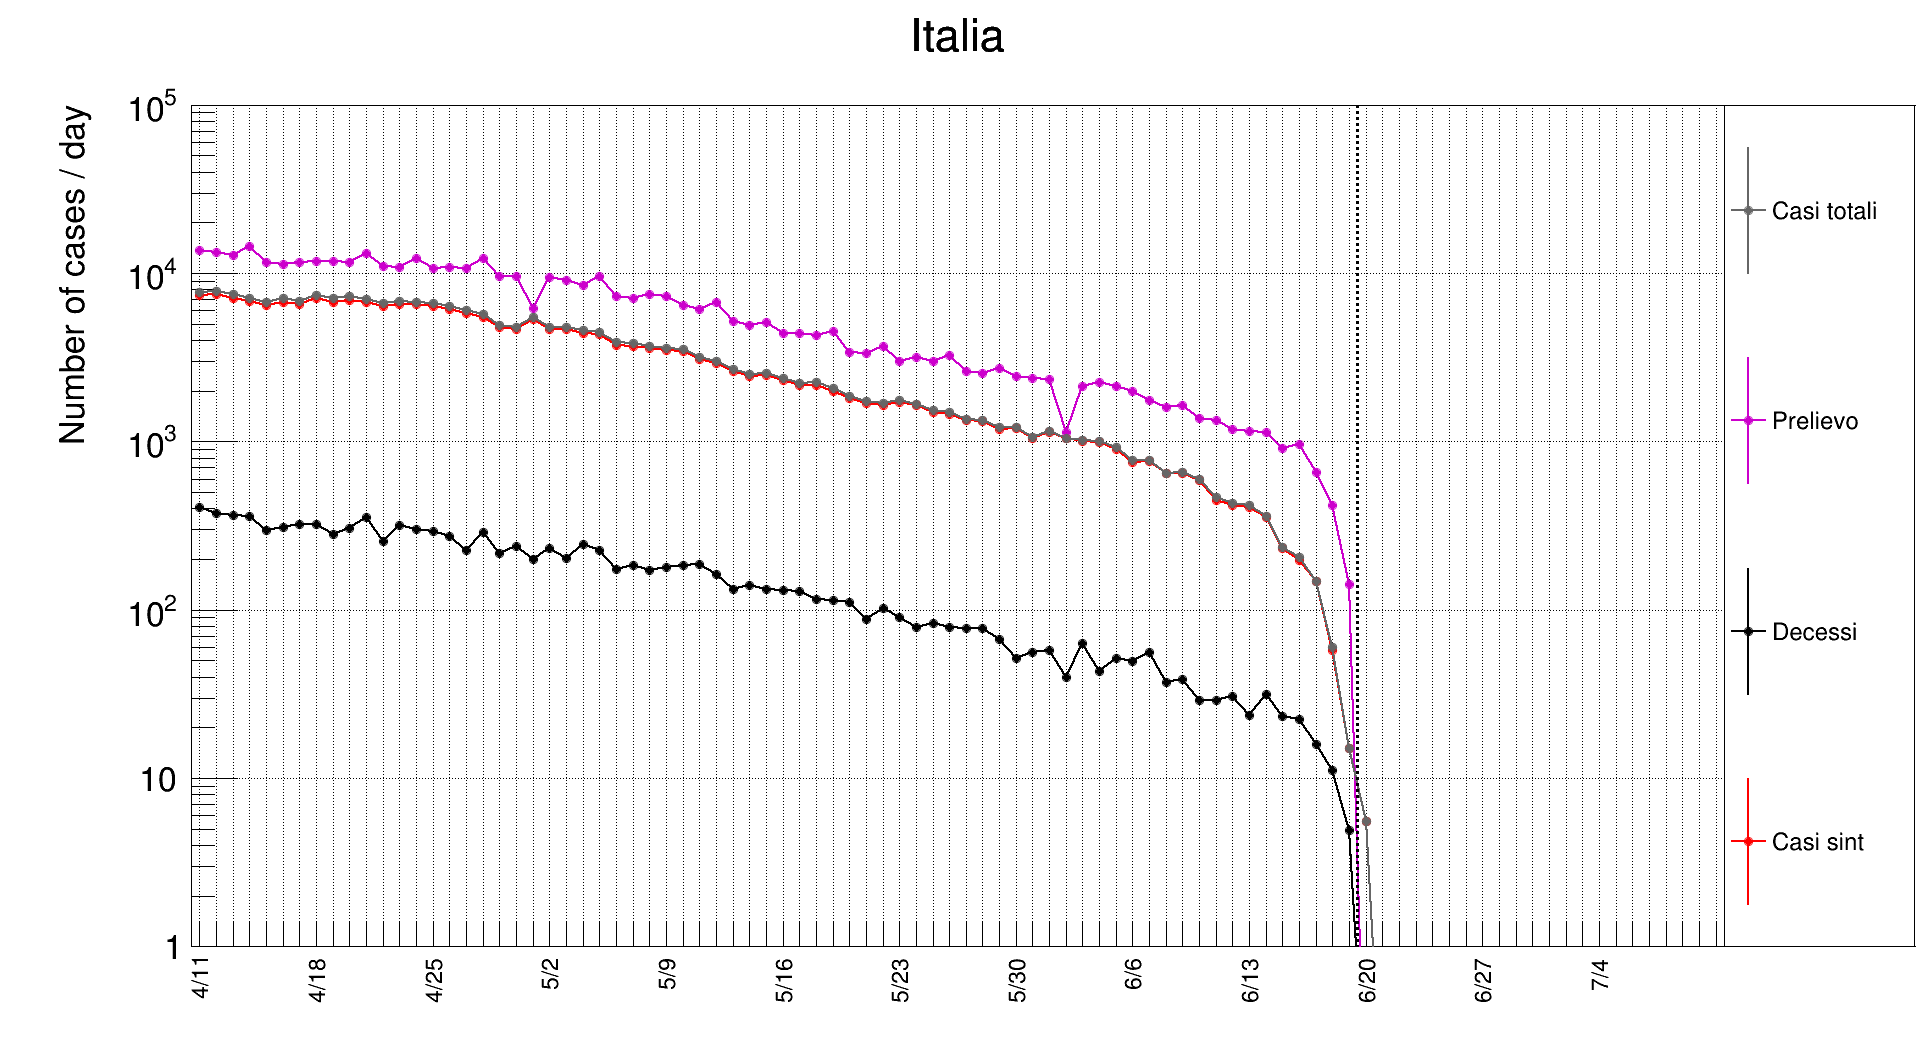 Italia
Number of cases / day
10^5
10^4
10^3
10^2
10
1
4/11 4/18 4/25 5/2 5/9 5/16 5/23 5/30 6/6 6/13 6/20 6/27 7/4
Casi totali
Prelievo
Decessi
Casi sint